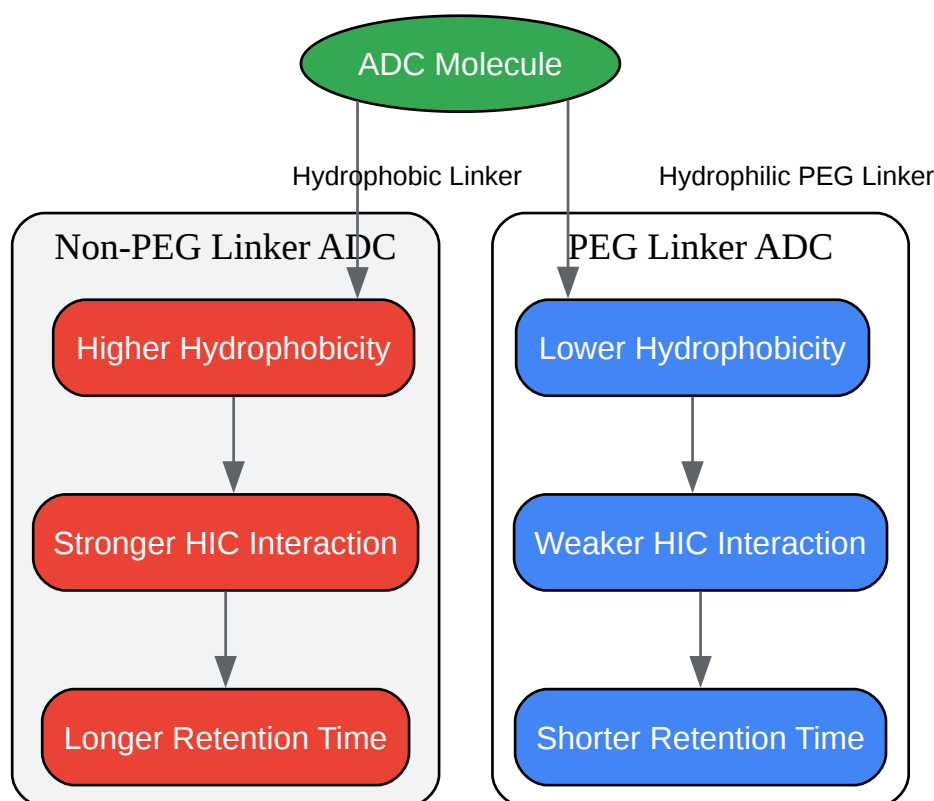 ADC Molecule
Hydrophobic Linker
Hydrophilic PEG Linker
Non-PEG Linker ADC
PEG Linker ADC
Higher Hydrophobicity
Lower Hydrophobicity
Stronger HIC Interaction
Weaker HIC Interaction
Longer Retention Time
Shorter Retention Time